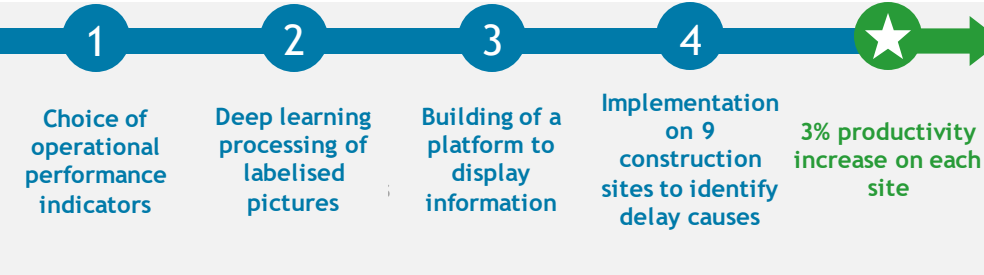 1
2
3
4
Choice of
operational
performance
indicators
Deep learning
processing of
labelised
pictures
Building of a
platform to
display
information
Implementation
on 9
construction
sites to identify
delay causes
3% productivity
increase on each
site